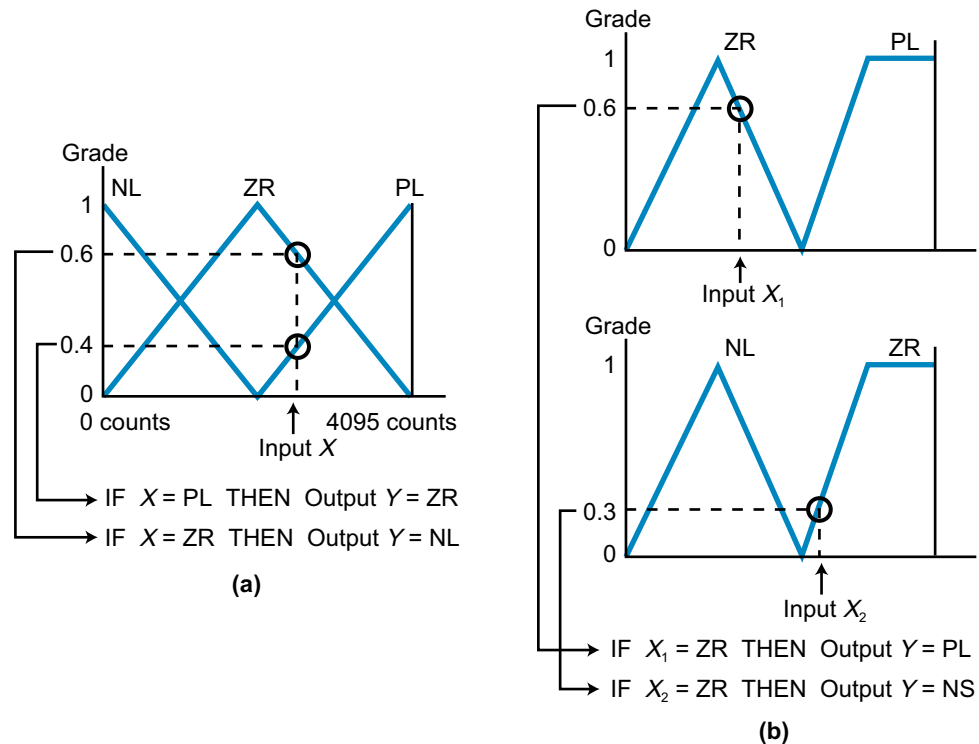 Grade
NL ZR PL
1
0.6
0.4
0
0 counts 4095 counts
Input X
IF X = PL THEN Output Y = ZR
IF X = ZR THEN Output Y = NL
(a)
ZR PL
1
0.6
0
Input X₁
Grade
NL ZR
1
0.3
0
Input X₂
IF X₁ = ZR THEN Output Y = PL
IF X₂ = ZR THEN Output Y = NS
(b)